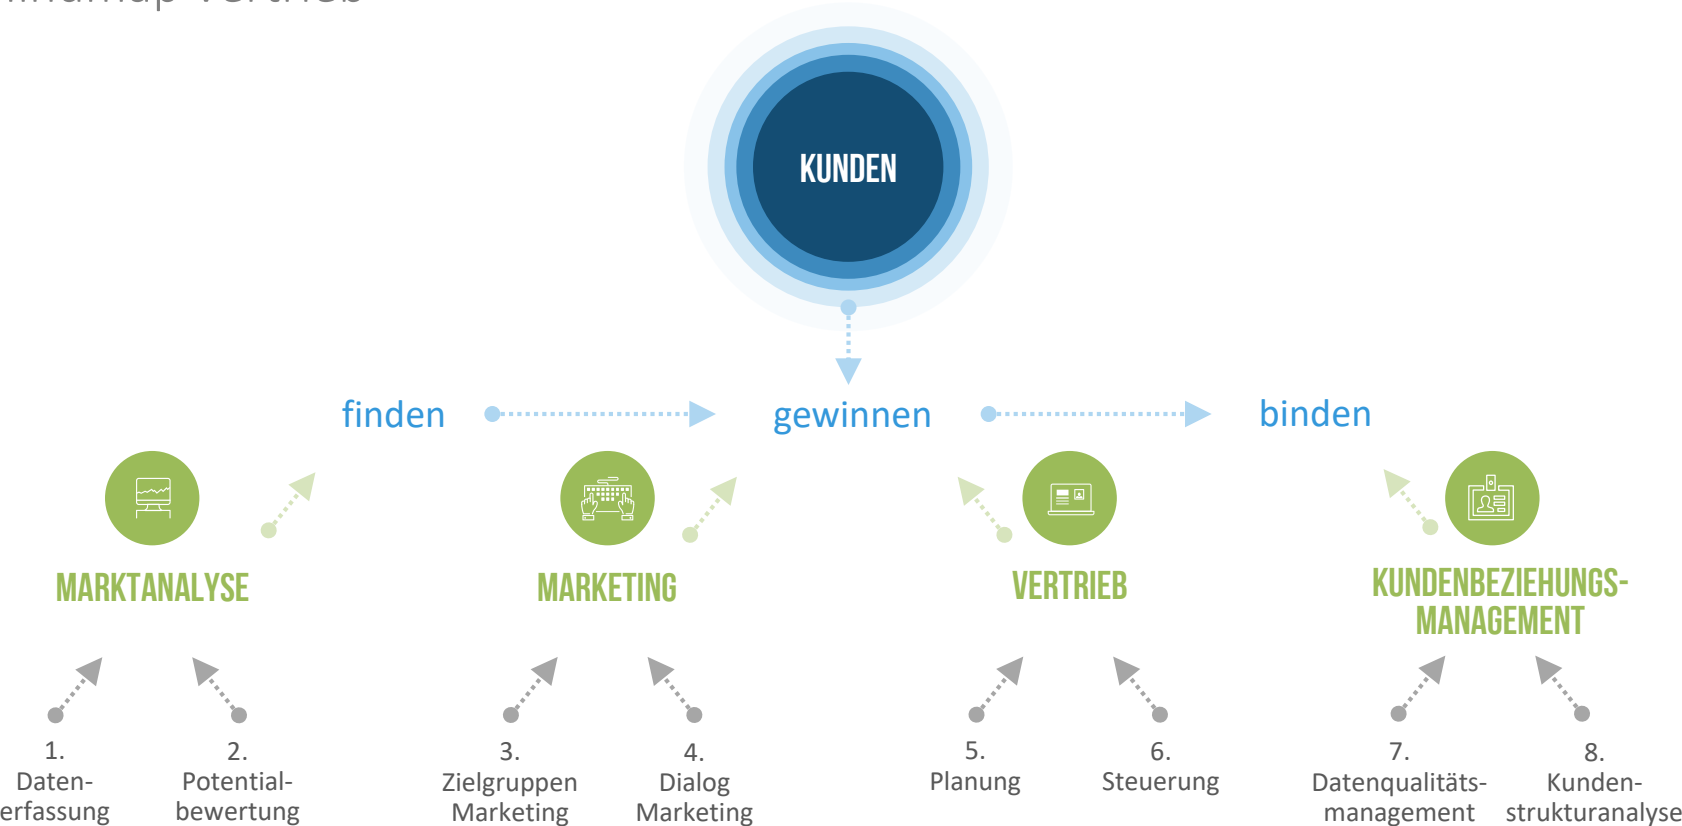 Vertrieb
KUNDEN
finden
gewinnen
binden
MARKTANALYSE
MARKETING
VERTRIEB
KUNDENBEZIEHUNGS-
MANAGEMENT
1.
Daten-
erfassung
2.
Potential-
bewertung
3.
Zielgruppen
Marketing
4.
Dialog
Marketing
5.
Planung
6.
Steuerung
7.
Datenqualitäts-
management
8.
Kunden-
strukturanalyse